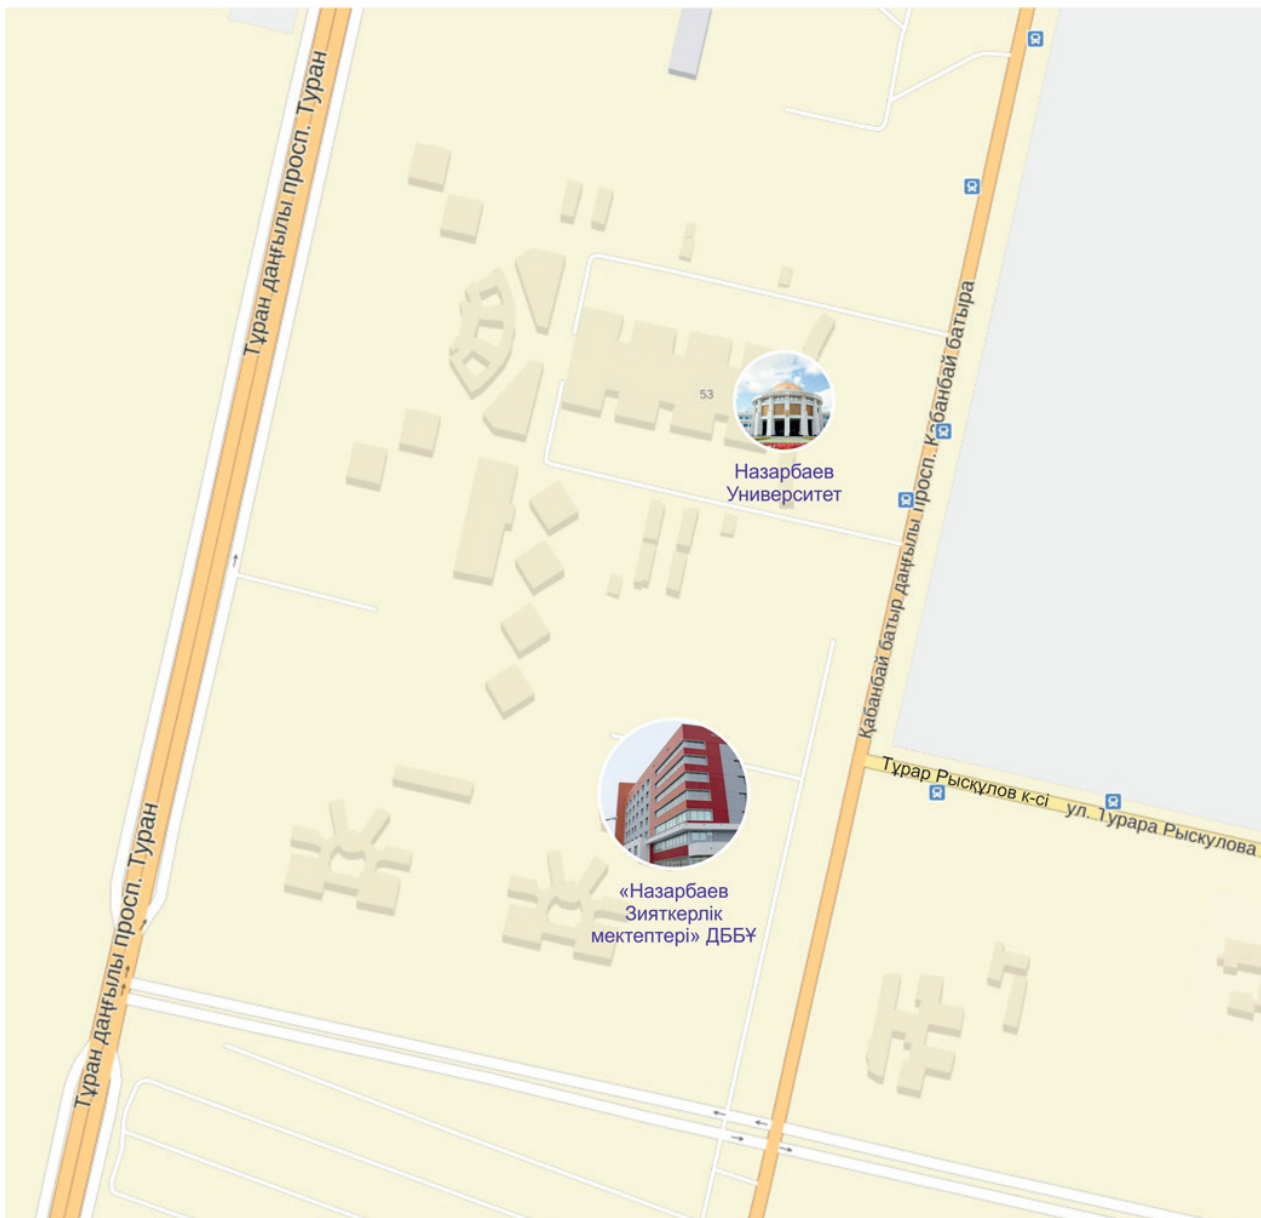 Тұран даңғылы просп. Туран
Қабанбай батыр даңғылы просп. Кабанбай батыра
53
Назарбаев
Университет
Тұрар Рысқұлов к-сі
ул. Турара Рыскулова
Тұран даңғылы просп. Туран
«Назарбаев
Зияткерлік
мектептері» ДББҰ